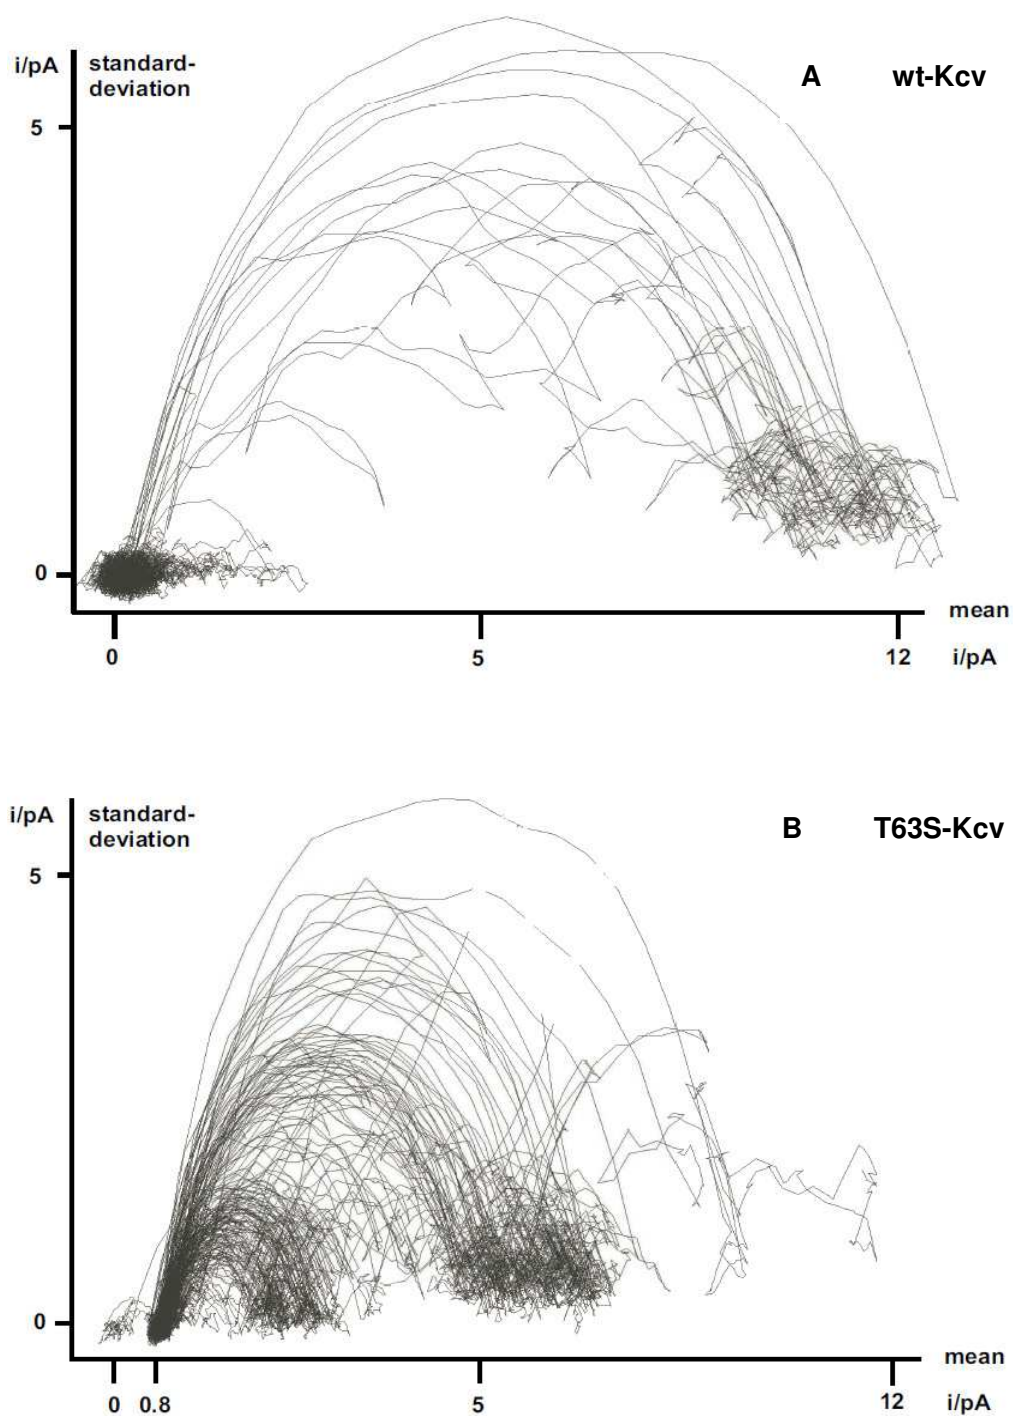 i/pA
standard-
deviation
A wt-Kcv
5
0
mean
0 5 12 i/pA
i/pA
standard-
deviation
B T63S-Kcv
5
0
mean
0 0.8 5 12 i/pA